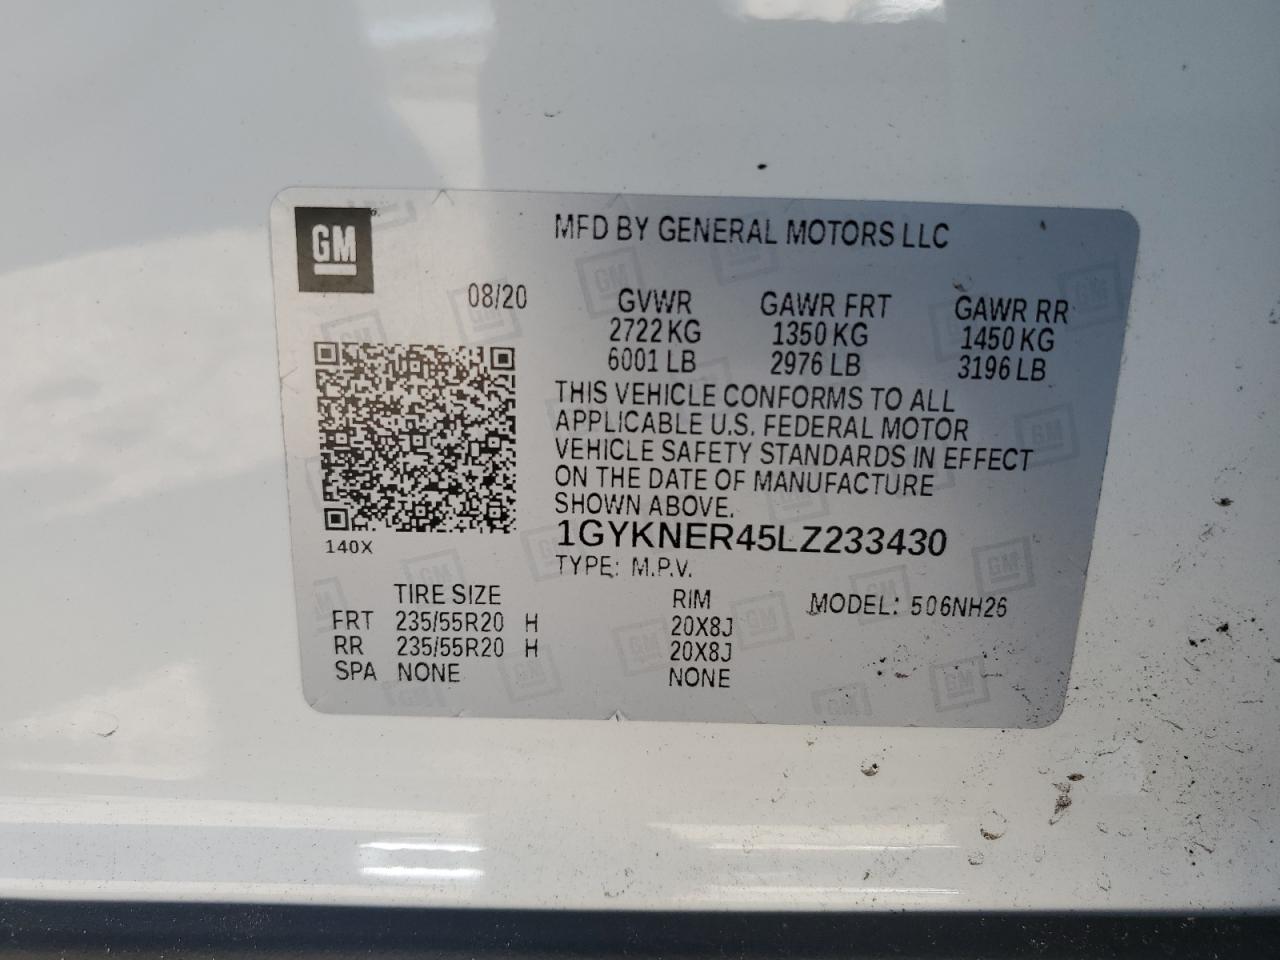 GM
MFD BY GENERAL MOTORS LLC
08/20
GVWR GAWR FRT GAWR RR
2722 KG 1350 KG 1450 KG
6001 LB 2976 LB 3196 LB
THIS VEHICLE CONFORMS TO ALL
APPLICABLE U.S. FEDERAL MOTOR
VEHICLE SAFETY STANDARDS IN EFFECT
ON THE DATE OF MANUFACTURE
SHOWN ABOVE.
1GYKNER45LZ233430
140X
TYPE: M.P.V.
TIRE SIZE RIM MODEL: 506NH26
FRT 235/55R20 H 20X8J
RR 235/55R20 H 20X8J
SPA NONE NONE